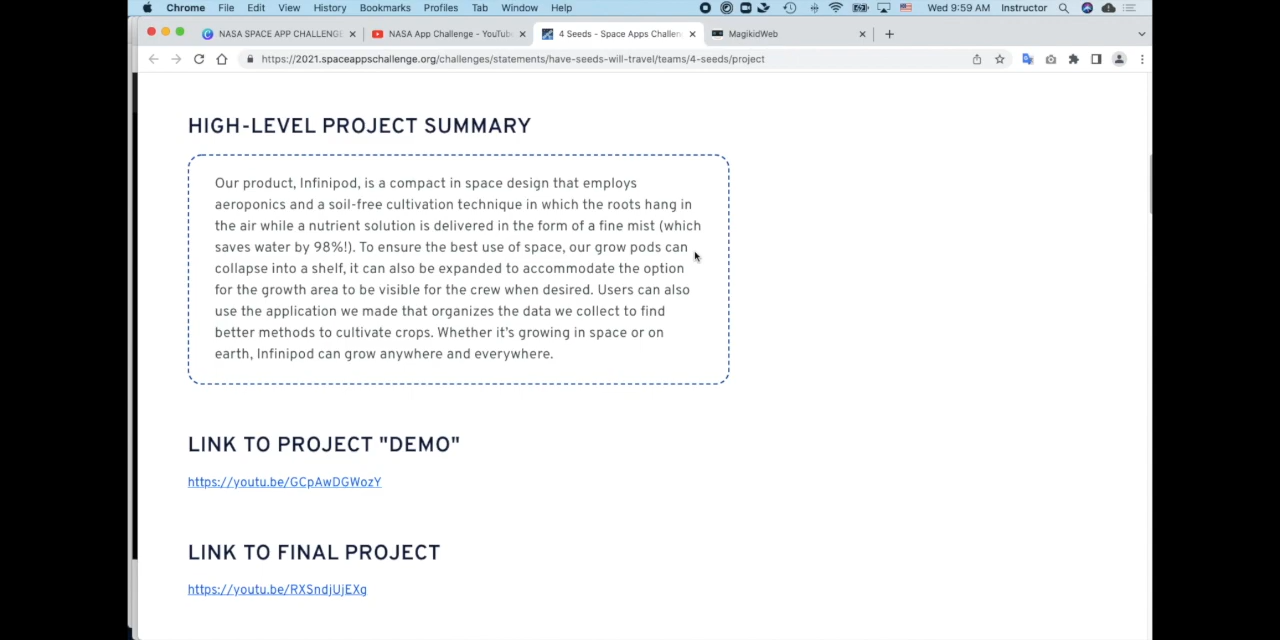 Chrome File Edit View History Bookmarks Profiles Tab Window Help Wed 9:59 AM Instructor
NASA SPACE APP CHALLENGE
NASA App Challenge - YouTub
4 Seeds - Space Apps Challen
MagikidWeb
https://2021.spaceappschallenge.org/challenges/statements/have-seeds-will-travel/teams/4-seeds/project
HIGH-LEVEL PROJECT SUMMARY
Our product, Infinipod, is a compact in space design that employs
aeroponics and a soil-free cultivation technique in which the roots hang in
the air while a nutrient solution is delivered in the form of a fine mist (which
saves water by 98%!). To ensure the best use of space, our grow pods can
collapse into a shelf, it can also be expanded to accommodate the option
for the growth area to be visible for the crew when desired. Users can also
use the application we made that organizes the data we collect to find
better methods to cultivate crops. Whether it's growing in space or on
earth, Infinipod can grow anywhere and everywhere.
LINK TO PROJECT "DEMO"
https://youtu.be/GCpAwDGWozY
LINK TO FINAL PROJECT
https://youtu.be/RXSndjUjEXg